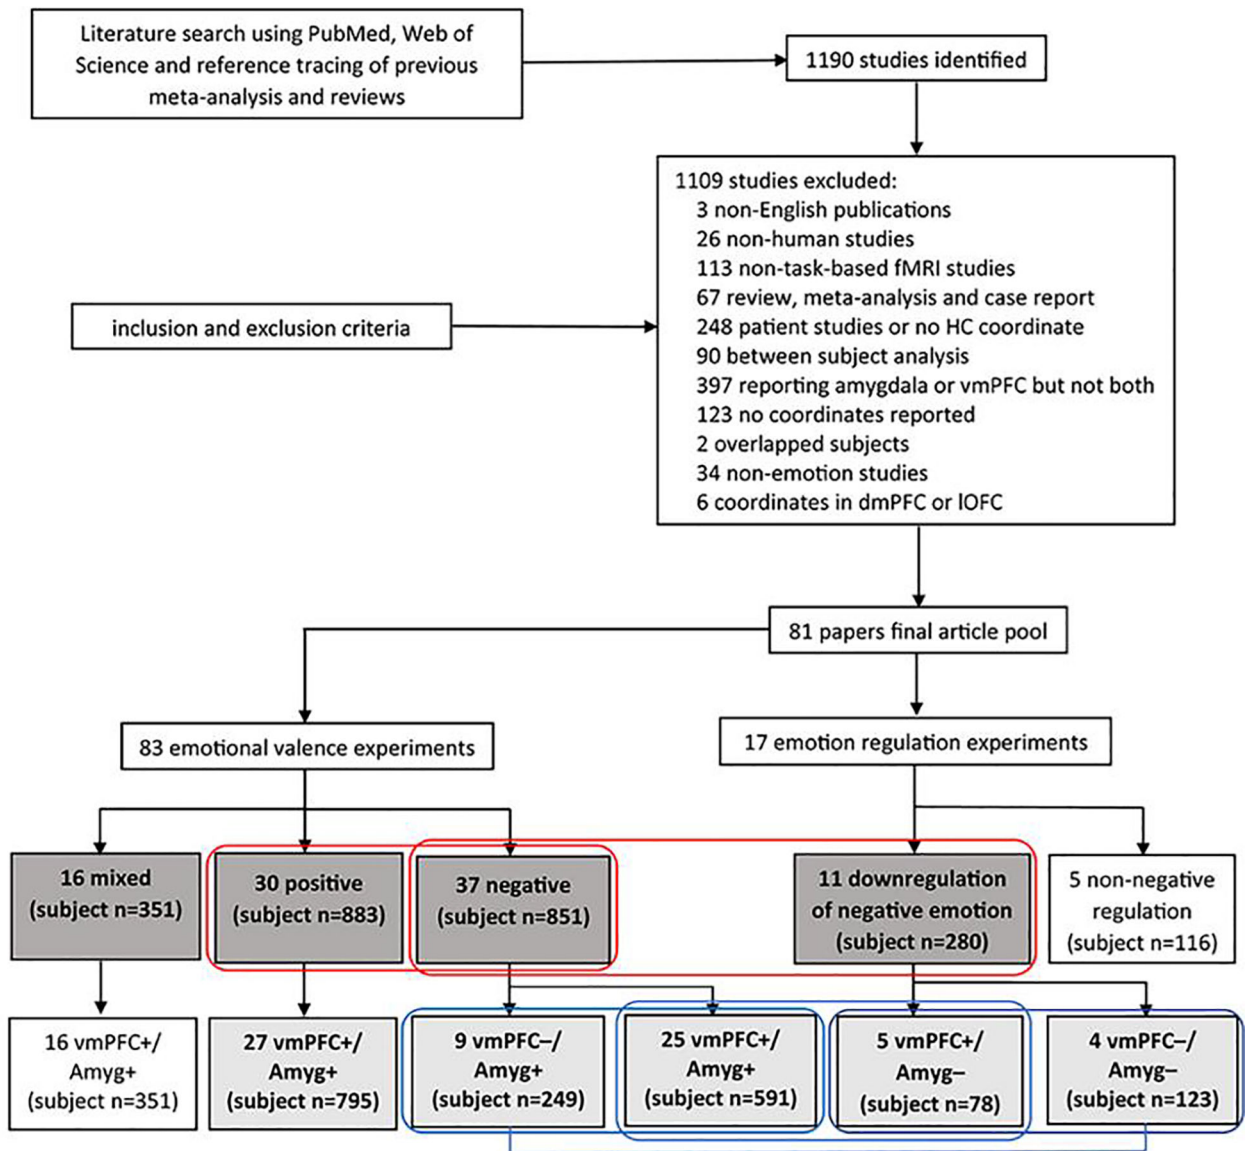 Literature search using PubMed, Web of
Science and reference tracing of previous
meta-analysis and reviews
1190 studies identified
1109 studies excluded:
3 non-English publications
26 non-human studies
113 non-task-based fMRI studies
67 review, meta-analysis and case report
248 patient studies or no HC coordinate
90 between subject analysis
397 reporting amygdala or vmPFC but not both
123 no coordinates reported
2 overlapped subjects
34 non-emotion studies
6 coordinates in dmPFC or lOFC
inclusion and exclusion criteria
81 papers final article pool
83 emotional valence experiments
17 emotion regulation experiments
16 mixed
(subject n=351)
30 positive
(subject n=883)
37 negative
(subject n=851)
11 downregulation
of negative emotion
(subject n=280)
5 non-negative
regulation
(subject n=116)
16 vmPFC+/
Amyg+
(subject n=351)
27 vmPFC+/
Amyg+
(subject n=795)
9 vmPFC−/
Amyg+
(subject n=249)
25 vmPFC+/
Amyg+
(subject n=591)
5 vmPFC+/
Amyg−
(subject n=78)
4 vmPFC−/
Amyg−
(subject n=123)